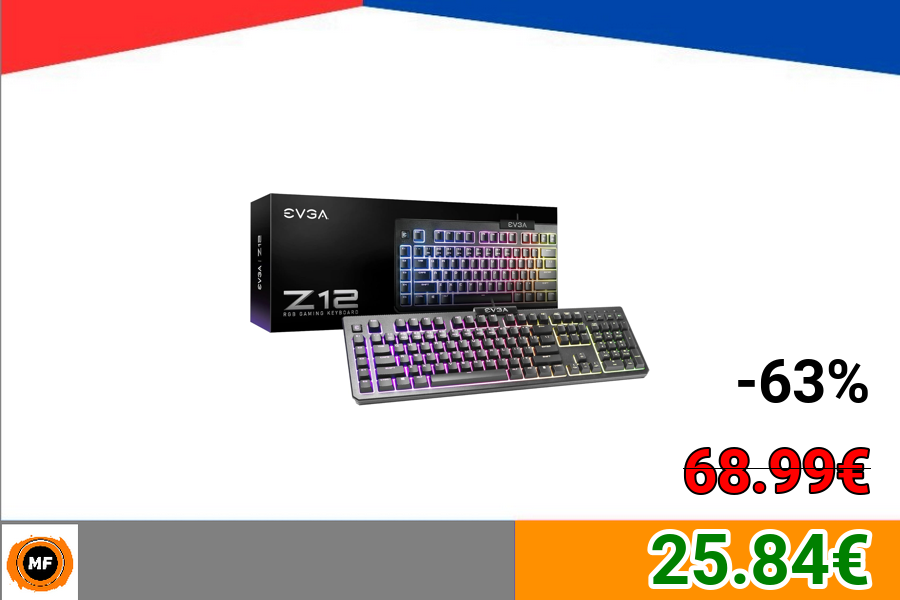 EVGA
EVGA
EVGA | Z12
Z12
RGB GAMING KEYBOARD
EVGA
-63%
68.99€
25.84€
MF